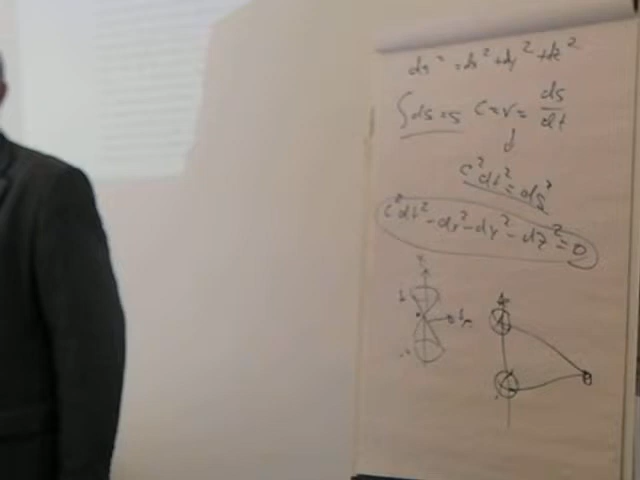 ds² = dx² + dy² + dz²
∫ds = s c = v = ds/dt
c²dt² = ds²
c²dt² - dx² - dy² - dz² = 0